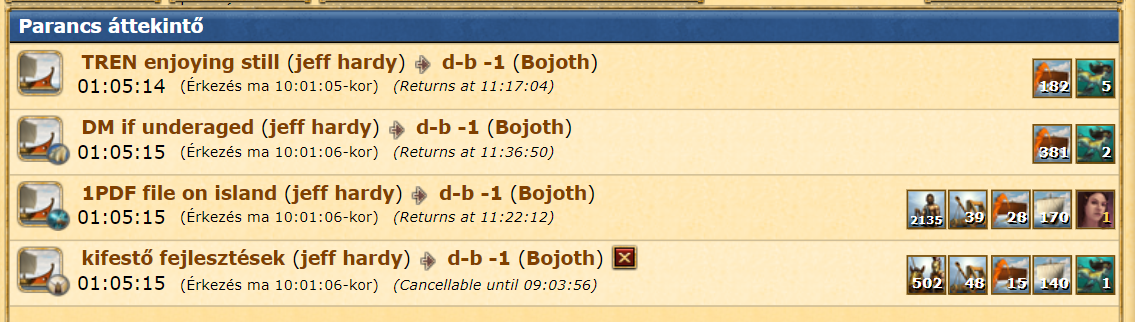 Parancs áttekintő
TREN enjoying still (jeff hardy) d-b -1 (Bojoth)
01:05:14 (Érkezés ma 10:01:05-kor) (Returns at 11:17:04)
182 5
DM if underaged (jeff hardy) d-b -1 (Bojoth)
01:05:15 (Érkezés ma 10:01:06-kor) (Returns at 11:36:50)
381 2
1PDF file on island (jeff hardy) d-b -1 (Bojoth)
01:05:15 (Érkezés ma 10:01:06-kor) (Returns at 11:22:12)
2135 39 28 170 1
kifestő fejlesztések (jeff hardy) d-b -1 (Bojoth)
01:05:15 (Érkezés ma 10:01:06-kor) (Cancellable until 09:03:56)
502 48 15 140 1